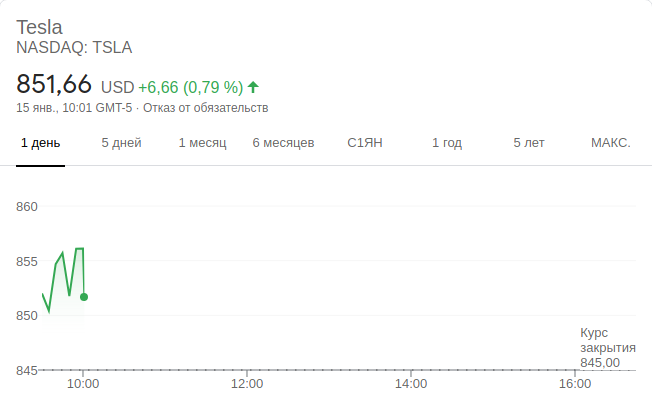 Tesla
NASDAQ: TSLA
851,66 USD +6,66 (0,79 %)
15 янв., 10:01 GMT-5 · Отказ от обязательств
1 день 5 дней 1 месяц 6 месяцев С1ЯН 1 год 5 лет МАКС.
860
855
850
Курс
закрытия
845,00
845
10:00 12:00 14:00 16:00